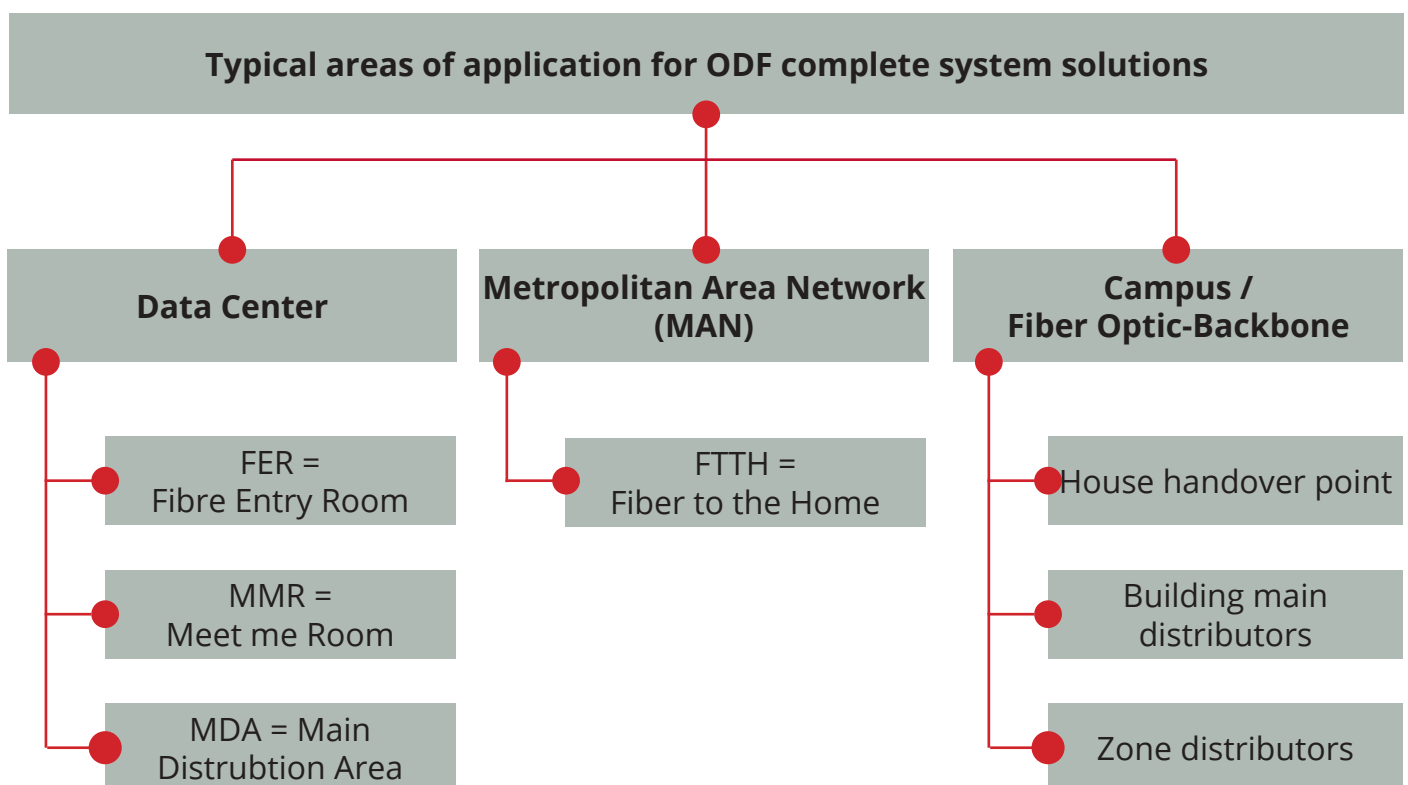 Typical areas of application for ODF complete system solutions
Data Center
Metropolitan Area Network
(MAN)
Campus /
Fiber Optic-Backbone
FER =
Fibre Entry Room
MMR =
Meet me Room
MDA = Main
Distrubtion Area
FTTH =
Fiber to the Home
House handover point
Building main
distributors
Zone distributors